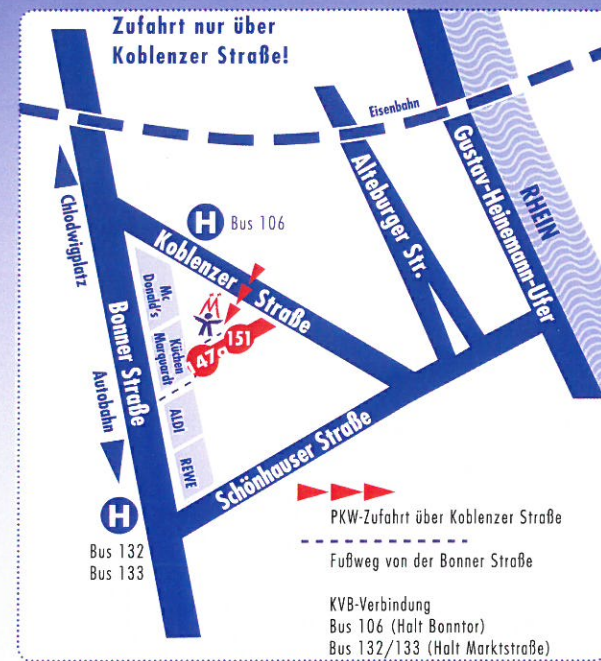 Zufahrt nur über
Koblenzer Straße!
Eisenbahn
Gustav-Heinemann-Ufer
RHEIN
Alteburger Str.
Chlodwigplatz
H Bus 106
Koblenzer Straße
Mc
Donald's
Küchen
Marquardt
151
147c
Bonner Straße
Autobahn
ALDI
REWE
Schönhauser Straße
H
Bus 132
Bus 133
PKW-Zufahrt über Koblenzer Straße
Fußweg von der Bonner Straße
KVB-Verbindung
Bus 106 (Halt Bonntor)
Bus 132/133 (Halt Marktstraße)